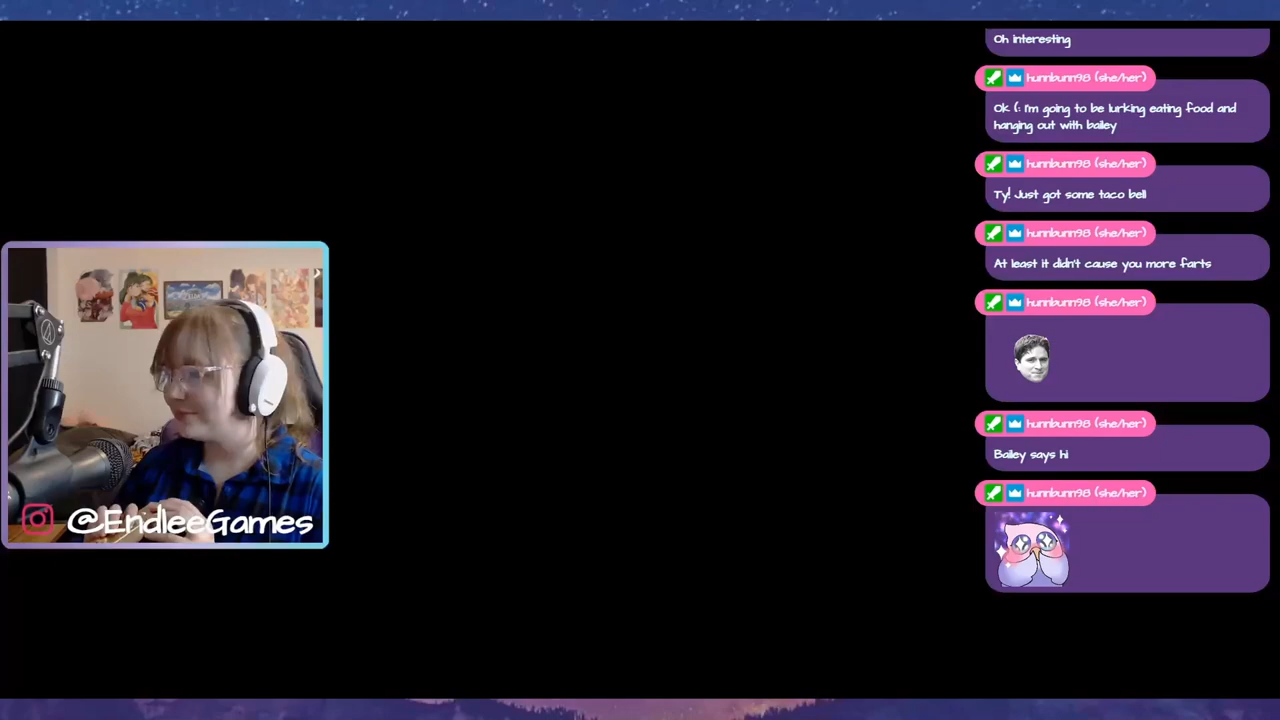 Oh interesting
hunnbunn98 (she/her)
Ok (: I'm going to be lurking eating food and
hanging out with bailey
hunnbunn98 (she/her)
Ty! Just got some taco bell
hunnbunn98 (she/her)
At least it didn't cause you more farts
hunnbunn98 (she/her)
hunnbunn98 (she/her)
Bailey says hi
hunnbunn98 (she/her)
@EndleeGames